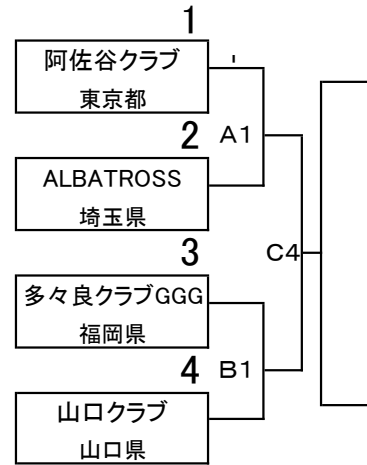 1
阿佐谷クラブ
東京都
A1
2
ALBATROSS
埼玉県
C4
3
多々良クラブGGG
福岡県
B1
4
山口クラブ
山口県